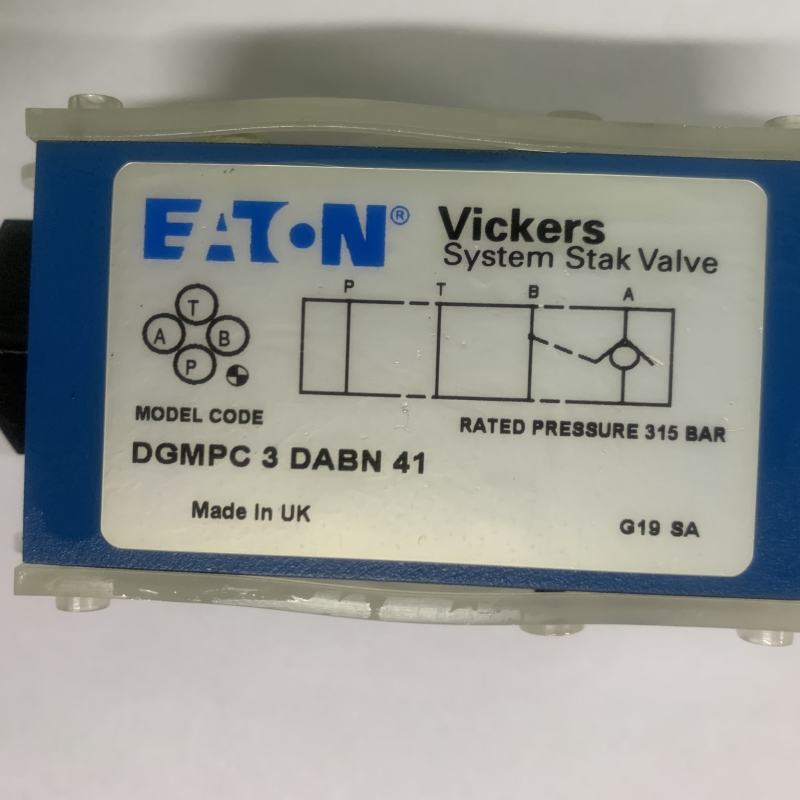 EATON®
Vickers
System Stak Valve
T
A B
P
P T B A
MODEL CODE
RATED PRESSURE 315 BAR
DGMPC 3 DABN 41
Made In UK
G19 SA